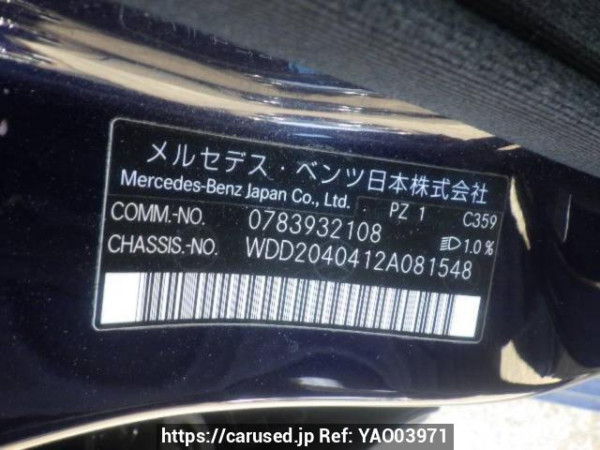 メルセデス・ベンツ日本株式会社
Mercedes-Benz Japan Co., Ltd.
PZ 1 C359
COMM.-NO. 0783932108
1.0%
CHASSIS.-NO. WDD2040412A081548
https://carused.jp Ref: YAO03971